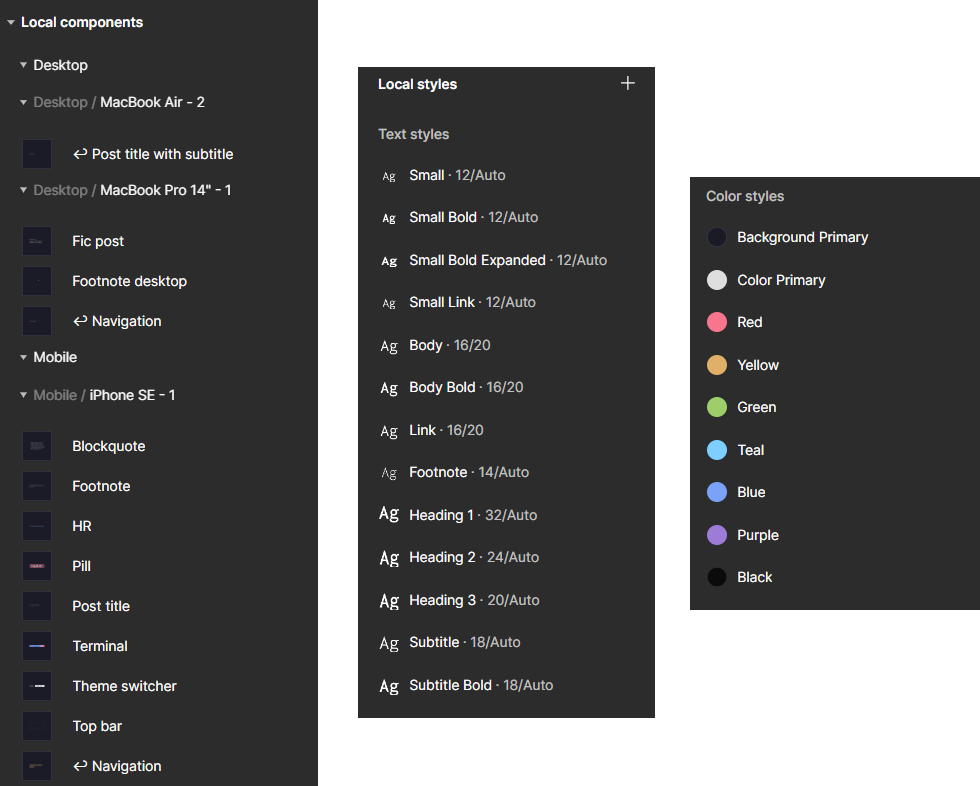 Local components
Desktop
Desktop / MacBook Air - 2
Post title with subtitle
Desktop / MacBook Pro 14" - 1
Fic post
Footnote desktop
Navigation
Mobile
Mobile / iPhone SE - 1
Blockquote
Footnote
HR
Pill
Post title
Terminal
Theme switcher
Top bar
Navigation
Local styles
Text styles
Ag Small · 12/Auto
Ag Small Bold · 12/Auto
Ag Small Bold Expanded · 12/Auto
Ag Small Link · 12/Auto
Ag Body · 16/20
Ag Body Bold · 16/20
Ag Link · 16/20
Ag Footnote · 14/Auto
Ag Heading 1 · 32/Auto
Ag Heading 2 · 24/Auto
Ag Heading 3 · 20/Auto
Ag Subtitle · 18/Auto
Ag Subtitle Bold · 18/Auto
Color styles
Background Primary
Color Primary
Red
Yellow
Green
Teal
Blue
Purple
Black